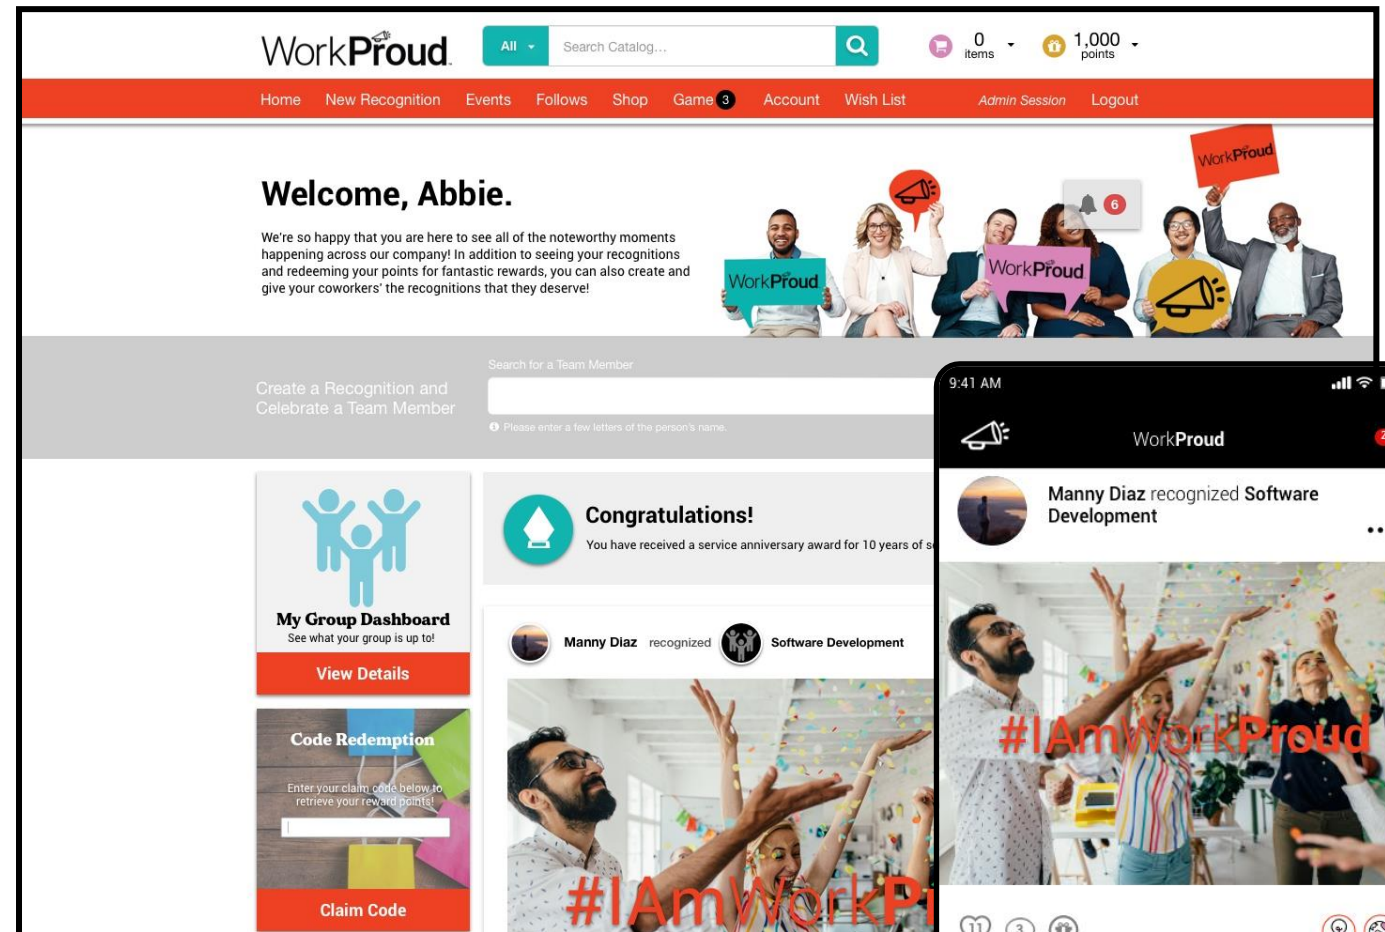 WorkProud
All
Search Catalog...
0
items
1,000
points
Home New Recognition Events Follows Shop Game 3 Account Wish List Admin Session Logout
Welcome, Abbie.
We're so happy that you are here to see all of the noteworthy moments
happening across our company! In addition to seeing your recognitions
and redeeming your points for fantastic rewards, you can also create and
give your coworkers' the recognitions that they deserve!
WorkProud
WorkProud
WorkProud
6
Create a Recognition and
Celebrate a Team Member
Search for a Team Member
Please enter a few letters of the person's name.
My Group Dashboard
See what your group is up to!
View Details
Code Redemption
Enter your claim code below to
retrieve your reward points!
Claim Code
Congratulations!
You have received a service anniversary award for 10 years of s
Manny Diaz recognized Software Development
#IAmWorkP
9:41 AM
WorkProud
2
Manny Diaz recognized Software
Development
#IAmWorkProud
11 3